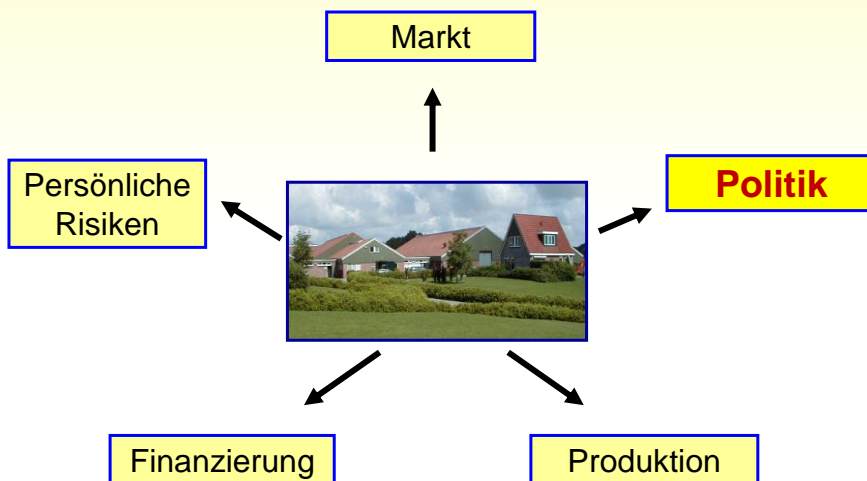 Markt
Persönliche
Risiken
Politik
Finanzierung
Produktion